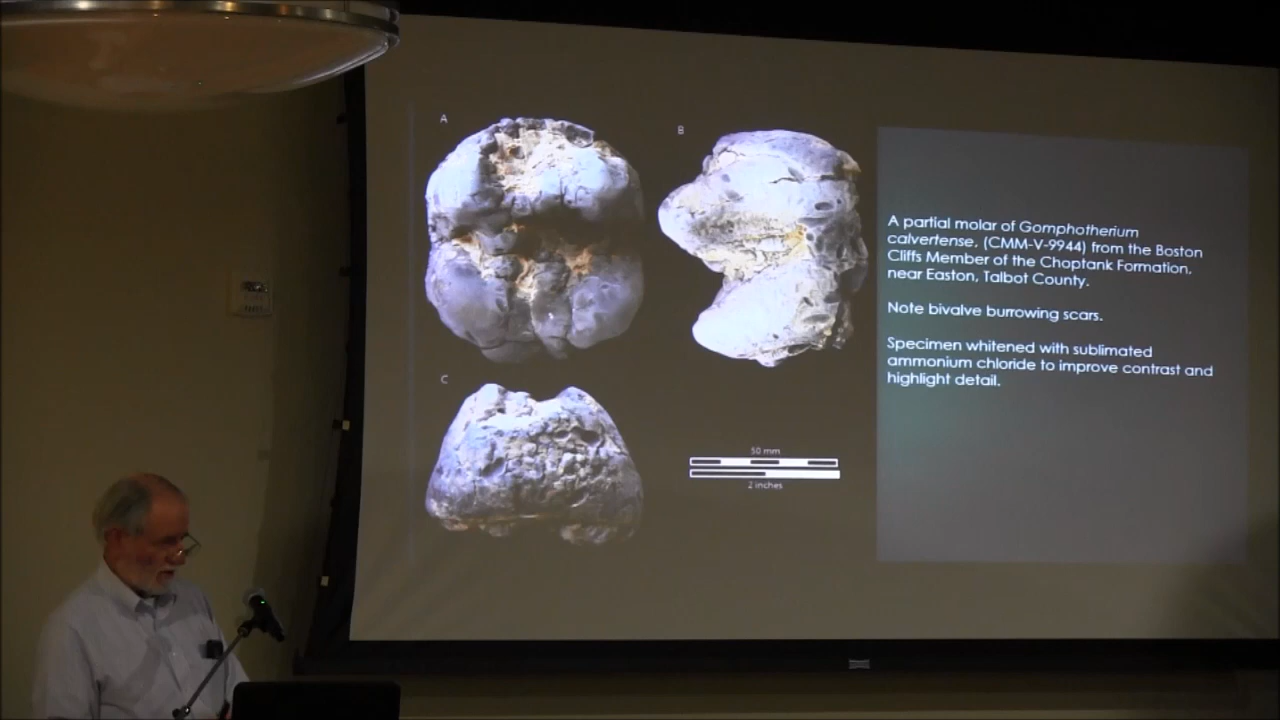 A
B
A partial molar of Gomphotherium
calvertense, (CMM-V-9944) from the Boston
Cliffs Member of the Choptank Formation,
near Easton, Talbot County.
Note bivalve burrowing scars.
Specimen whitened with sublimated
ammonium chloride to improve contrast and
highlight detail.
C
50 mm
2 inches